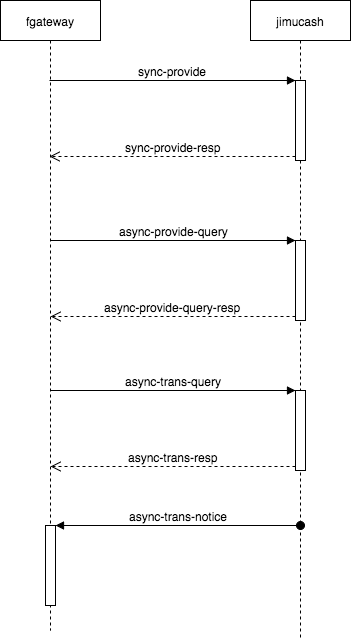 fgateway
jimucash
sync-provide
sync-provide-resp
async-provide-query
async-provide-query-resp
async-trans-query
async-trans-resp
async-trans-notice